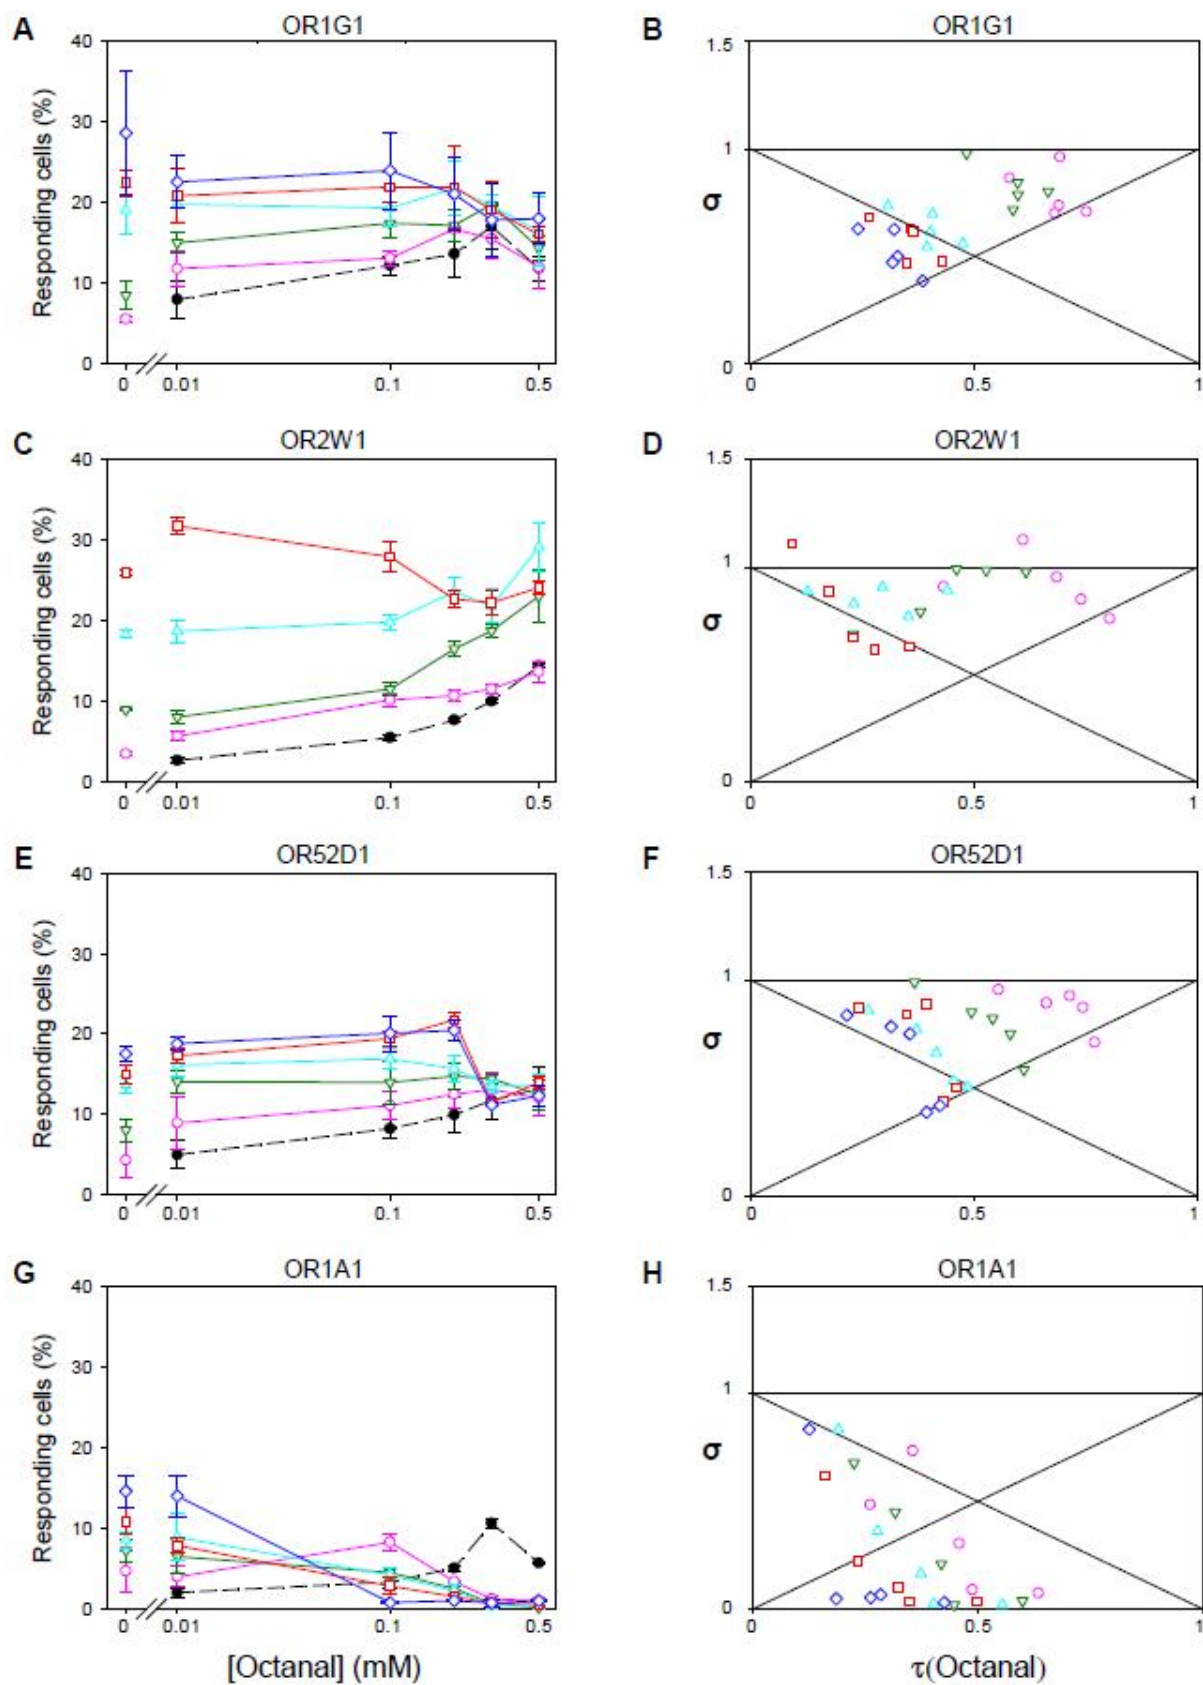 A OR1G1
B OR1G1
Responding cells (%)
40
30
20
10
0
0 0.01 0.1 0.5
σ
1.5
1
0
0 0.5 1
C OR2W1
D OR2W1
Responding cells (%)
40
30
20
10
0
0 0.01 0.1 0.5
σ
1.5
1
0
0 0.5 1
E OR52D1
F OR52D1
Responding cells (%)
40
30
20
10
0
0 0.01 0.1 0.5
σ
1.5
1
0
0 0.5 1
G OR1A1
H OR1A1
Responding cells (%)
40
30
20
10
0
0 0.01 0.1 0.5
[Octanal] (mM)
σ
1.5
1
0
0 0.5 1
τ(Octanal)